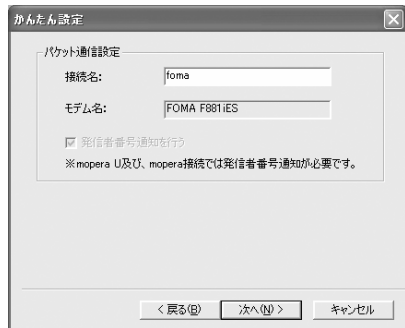 かんたん設定
パケット通信設定
接続名: foma
モデム名: FOMA F881iES
発信者番号通知を行う
※mopera U及び、mopera接続では発信者番号通知が必要です。
< 戻る(B) 次へ(N) > キャンセル